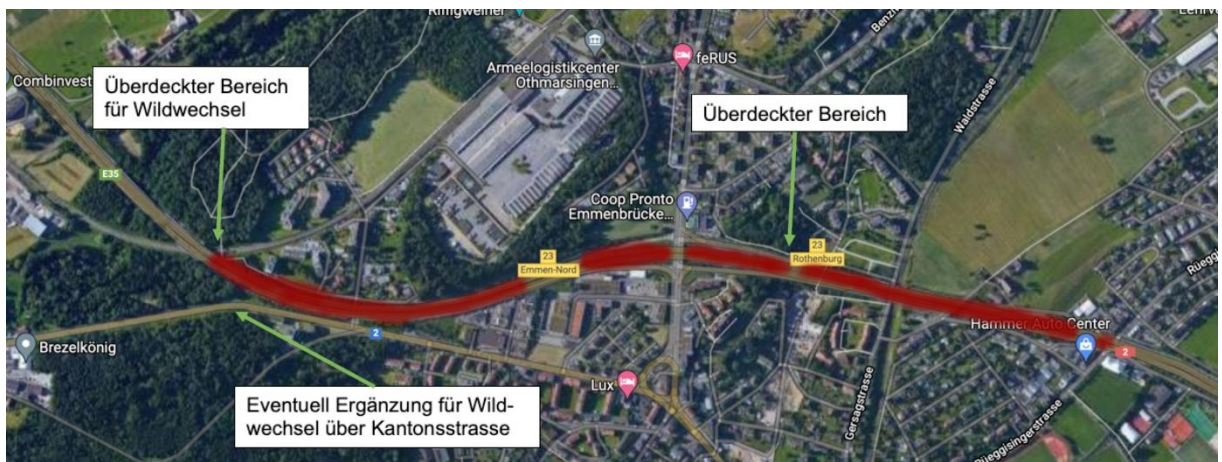 Combinvest
Überdeckter Bereich
für Wildwechsel
Armeelogistikcenter
Othmarsingen...
feRUS
Überdeckter Bereich
Waldstrasse
E35
Coop Pronto
Emmenbrücke...
23
Emmen-Nord
23
Rothenburg
Brezelkönig
2
Hammer Auto Center
2
Lux
Gersagstrasse
Rüeggisingerstrasse
Eventuell Ergänzung für Wild-
wechsel über Kantonsstrasse